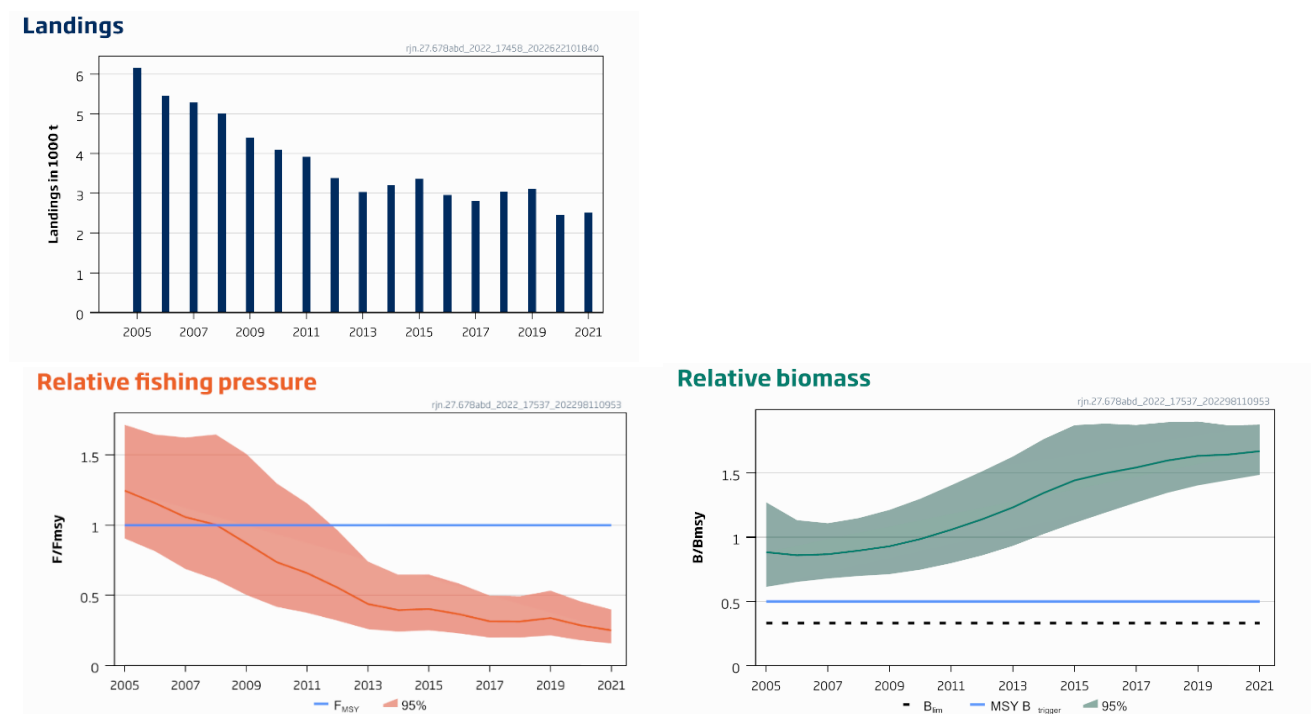 Landings
rjn.27.678abd_2022_17458_2022622101840
Landings in 1000 t
6
5
4
3
2
1
0
2005 2007 2009 2011 2013 2015 2017 2019 2021
Relative fishing pressure
rjn.27.678abd_2022_17537_202298110953
F/Fmsy
1.5
1
0.5
0
2005 2007 2009 2011 2013 2015 2017 2019 2021
F MSY 95%
Relative biomass
rjn.27.678abd_2022_17537_202298110953
B/Bmsy
1.5
1
0.5
0
2005 2007 2009 2011 2013 2015 2017 2019 2021
B lim MSY B trigger 95%